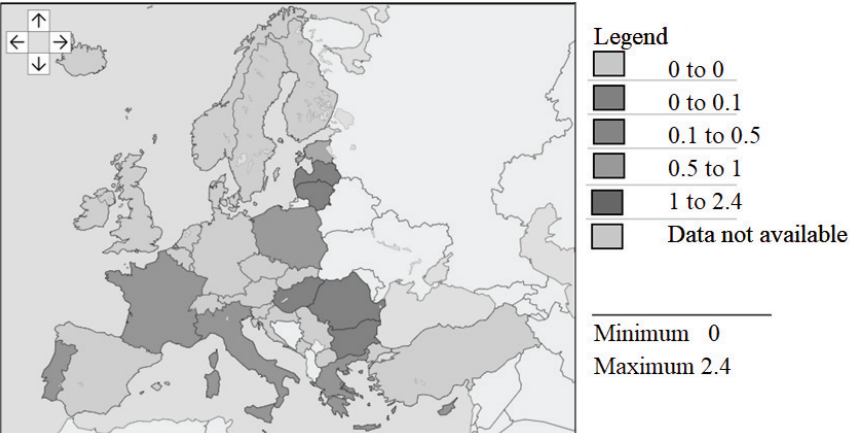 Legend
0 to 0
0 to 0.1
0.1 to 0.5
0.5 to 1
1 to 2.4
Data not available
Minimum 0
Maximum 2.4